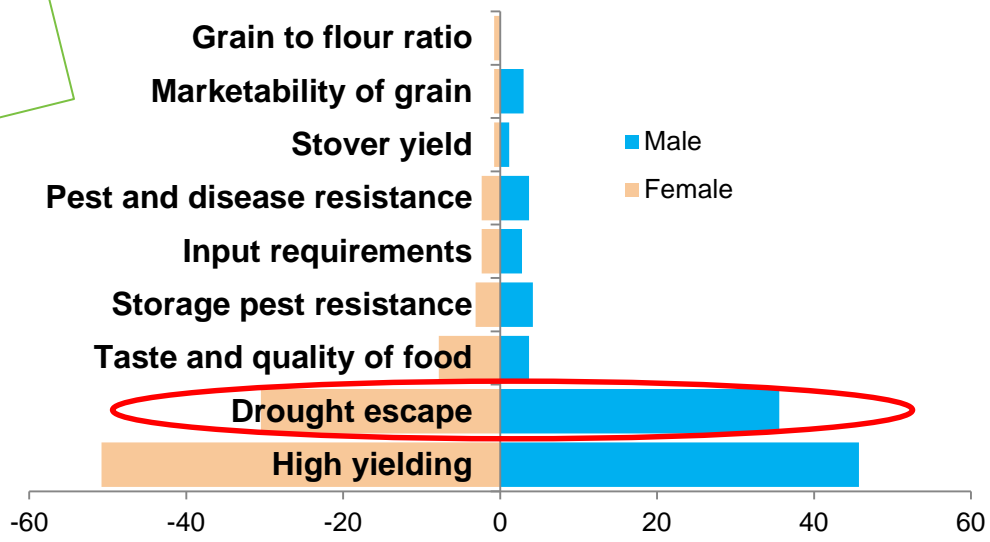 Grain to flour ratio
Marketability of grain
Stover yield
Pest and disease resistance
Input requirements
Storage pest resistance
Taste and quality of food
Drought escape
High yielding
Male
Female
-60 -40 -20 0 20 40 60